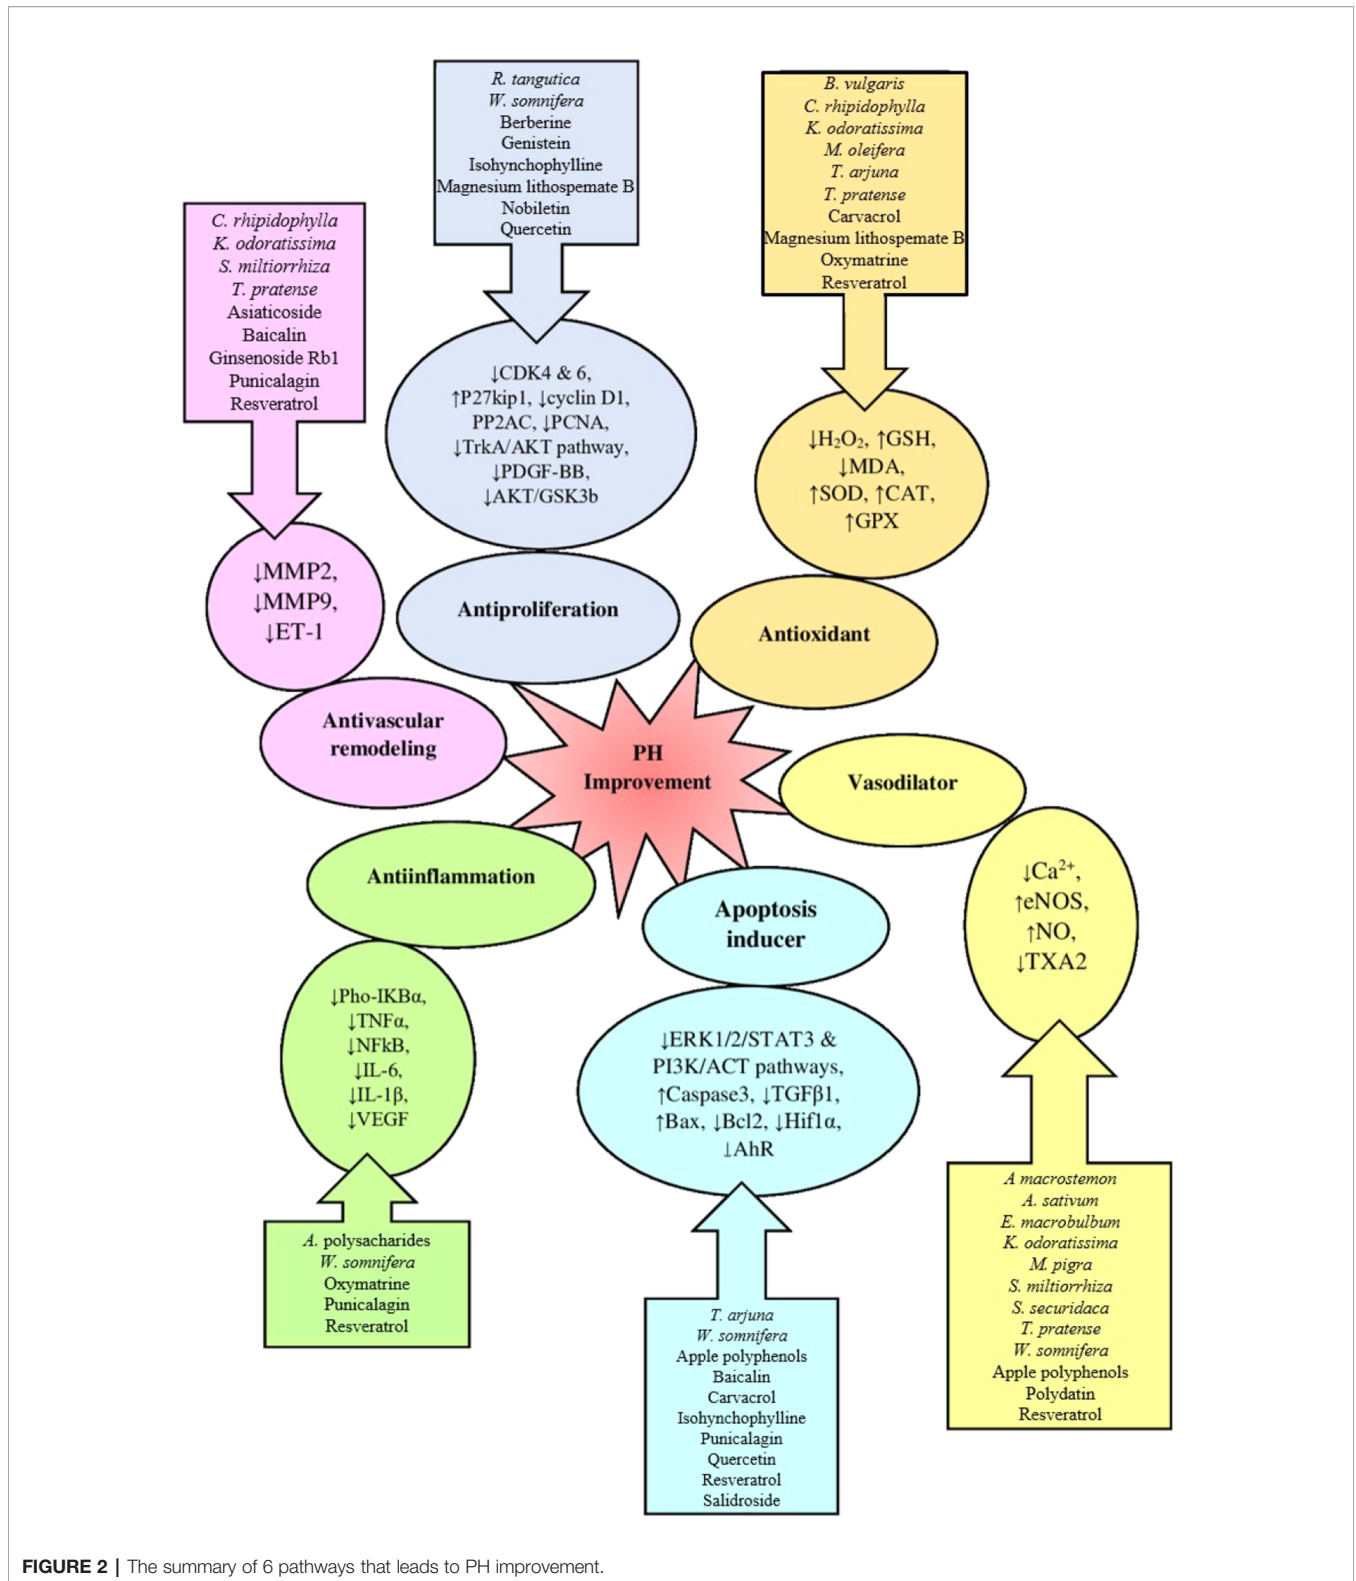 R. tangutica
W. somnifera
Berberine
Genistein
Isohynchophylline
Magnesium lithospemate B
Nobiletin
Quercetin
B. vulgaris
C. rhipidophylla
K. odoratissima
M. oleifera
T. arjuna
T. pratense
Carvacrol
Magnesium lithospemate B
Oxymatrine
Resveratrol
C. rhipidophylla
K. odoratissima
S. miltiorrhiza
T. pratense
Asiaticoside
Baicalin
Ginsenoside Rb1
Punicalagin
Resveratrol
↓CDK4 & 6,
↑P27kip1, ↓cyclin D1,
PP2AC, ↓PCNA,
↓TrkA/AKT pathway,
↓PDGF-BB,
↓AKT/GSK3b
↓H₂O₂, ↑GSH,
↓MDA,
↑SOD, ↑CAT,
↑GPX
↓MMP2,
↓MMP9,
↓ET-1
Antiproliferation
Antioxidant
Antivascular
remodeling
PH
Improvement
Vasodilator
Antiinflammation
Apoptosis
inducer
↓Ca²⁺,
↑eNOS,
↑NO,
↓TXA2
↓Pho-IKBα,
↓TNFα,
↓NFkB,
↓IL-6,
↓IL-1β,
↓VEGF
↓ERK1/2/STAT3 &
PI3K/ACT pathways,
↑Caspase3, ↓TGFβ1,
↑Bax, ↓Bcl2, ↓Hif1α,
↓AhR
A. polysacharides
W. somnifera
Oxymatrine
Punicalagin
Resveratrol
T. arjuna
W. somnifera
Apple polyphenols
Baicalin
Carvacrol
Isohynchophylline
Punicalagin
Quercetin
Resveratrol
Salidroside
A macrostemon
A. sativum
E. macrobulbum
K. odoratissima
M. pigra
S. miltiorrhiza
S. securidaca
T. pratense
W. somnifera
Apple polyphenols
Polydatin
Resveratrol
FIGURE 2 | The summary of 6 pathways that leads to PH improvement.